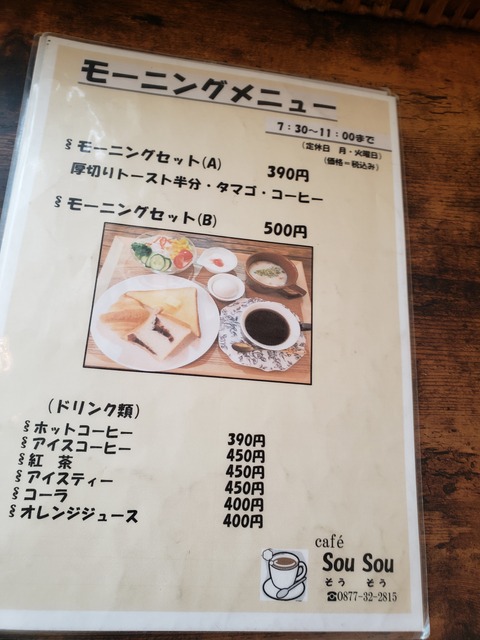 モーニングメニュー
7：30～11：00まで
（定休日　月・火曜日）
（価格＝税込み）
§ モーニングセット(A)　390円
厚切りトースト半分・タマゴ・コーヒー
§ モーニングセット(B)　500円
（ドリンク類）
§ ホットコーヒー　390円
§ アイスコーヒー　450円
§ 紅　茶　450円
§ アイスティー　450円
§ コーラ　400円
§ オレンジジュース　400円
café
Sou Sou
そう　そう
☎0877-32-2815